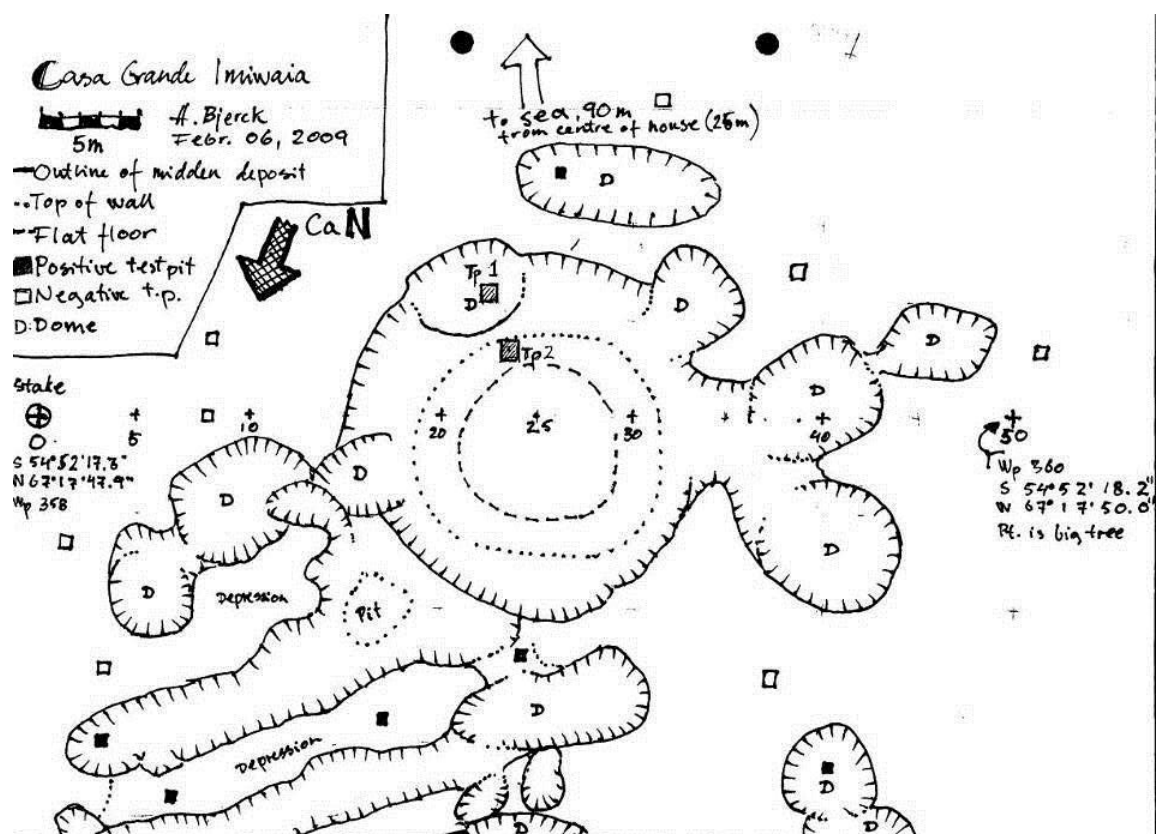 Casa Grande Imiwaia
5m
A. Bjerck
Febr. 06, 2009
Outline of midden deposit
Top of wall
Flat floor
Positive testpit
Negative t.p.
D: Dome
Ca N
to sea, 90m
from centre of house (25m)
D
Tp 1
D
D
Tp2
D
D
Stake
0
5
10
20
25
30
40
50
S 54°52'17.8"
N 67°17'47.9"
Wp 358
Wp 360
S 54°52' 18.2"
W 67° 17' 50.0"
Pt. is big tree
D
D
D
D
Depression
Pit
D
Depression
D
D
D